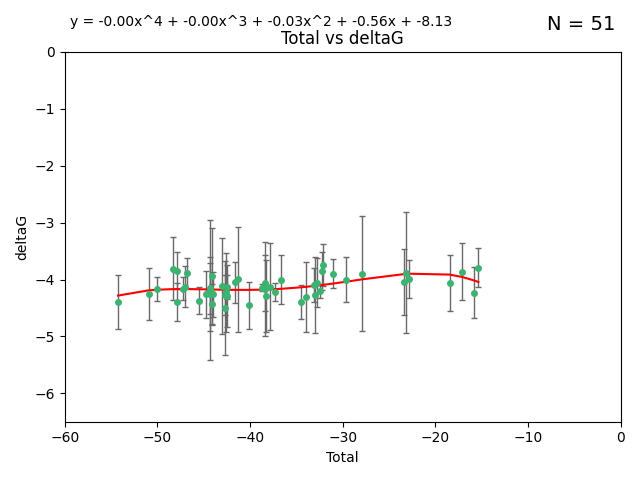 y = -0.00x^4 + -0.00x^3 + -0.03x^2 + -0.56x + -8.13
N = 51
Total vs deltaG
0
−1
−2
−3
−4
−5
−6
deltaG
−60 −50 −40 −30 −20 −10 0
Total